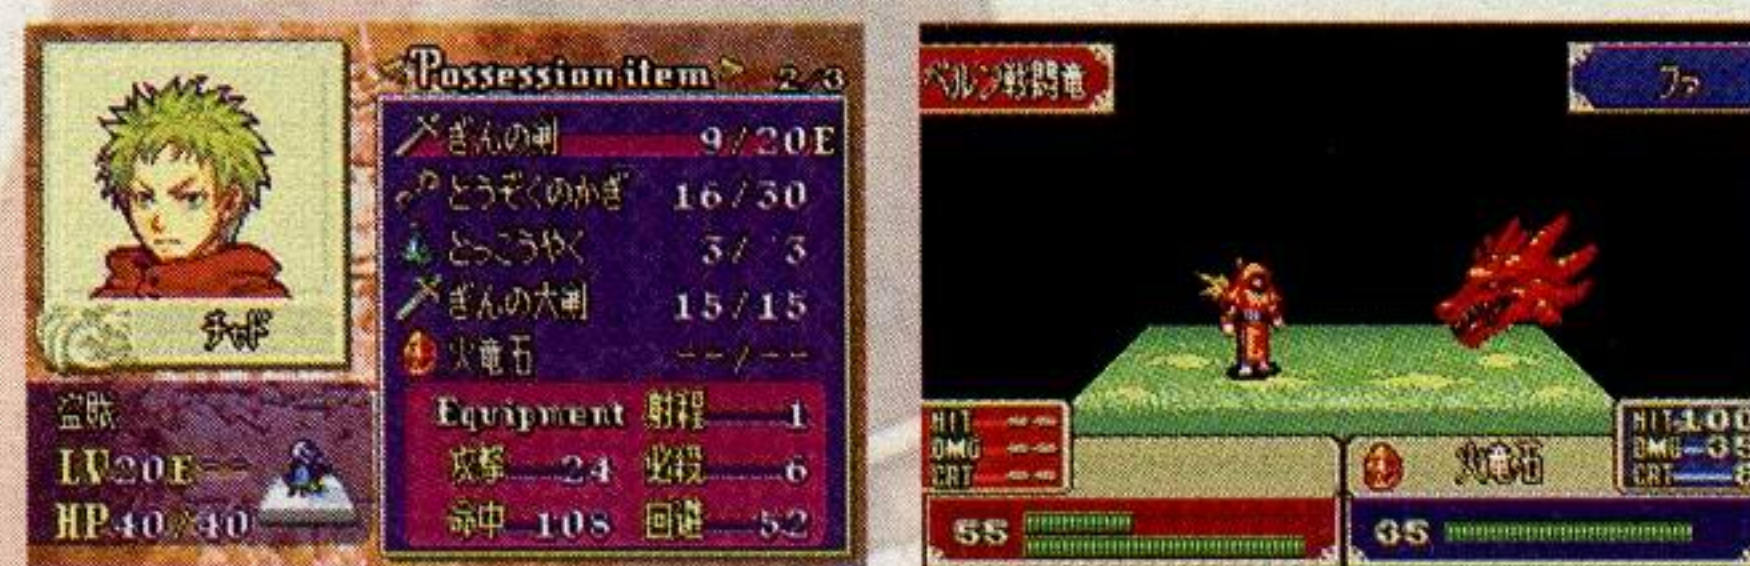 Possession item 2/3
ぎんの剣 9/20E
とうぞくのかぎ 16/30
とっこうやく 3/3
ぎんの大剣 15/15
火竜石 --/--
チャド
盗賊
LV20E--
HP40/40
Equipment 射程 1
攻撃 24 必殺 6
命中 108 回避 52
ベルン戦闘竜
ファ
HIT --
DMG --
CRT --
火竜石
HIT 100
DMG 35
CRT
55
35